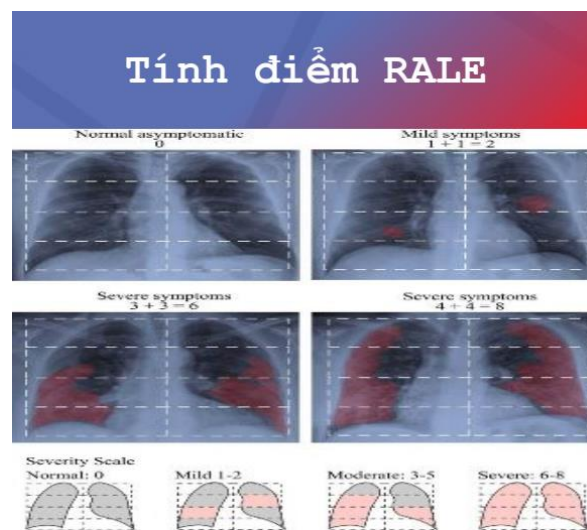 Tính điểm RALE
Normal asymptomatic
0
Mild symptoms
1 + 1 = 2
Severe symptoms
3 + 3 = 6
Severe symptoms
4 + 4 = 8
Severity Scale
Normal: 0
Mild 1-2
Moderate: 3-5
Severe: 6-8